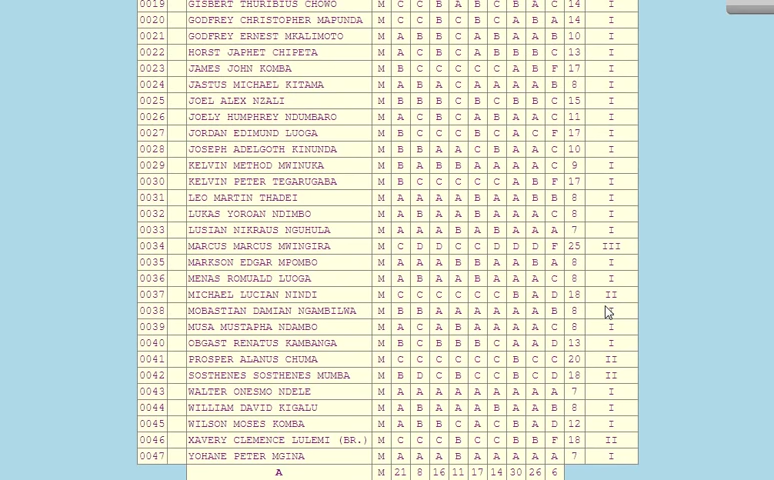 0019 GISBERT THURIBIUS CHOWO M C C B A B C B A C 14 I
0020 GODFREY CHRISTOPHER MAPUNDA M C C B C B C A B A 14 I
0021 GODFREY ERNEST MKALIMOTO M A B B C A B A A B 10 I
0022 HORST JAPHET CHIPETA M A C B C A B B B C 13 I
0023 JAMES JOHN KOMBA M B C C C C C A B F 17 I
0024 JASTUS MICHAEL KITAMA M A B A C A A A A B 8 I
0025 JOEL ALEX NZALI M B B B C B C B B C 15 I
0026 JOELY HUMPHREY NDUMBARO M A C B C A B A A C 11 I
0027 JORDAN EDIMUND LUOGA M B C C C B C A C F 17 I
0028 JOSEPH ADELGOTH KINUNDA M B B A A C B A A C 10 I
0029 KELVIN METHOD MWINUKA M B A B B A A A A C 9 I
0030 KELVIN PETER TEGARUGABA M B C C C C C A B F 17 I
0031 LEO MARTIN THADEI M A A A A B A A B B 8 I
0032 LUKAS YOROAN NDIMBO M A B A A B A A A C 8 I
0033 LUSIAN NIKRAUS NGUHULA M A A A B A B A A A 7 I
0034 MARCUS MARCUS MWINGIRA M C D D C C D D D F 25 III
0035 MARKSON EDGAR MPOMBO M A A A B B A A B A 8 I
0036 MENAS ROMUALD LUOGA M A B A A B A A A C 8 I
0037 MICHAEL LUCIAN NINDI M C C C C C C B A D 18 II
0038 MOBASTIAN DAMIAN NGAMBILWA M B B A A A A A A B 8 I
0039 MUSA MUSTAPHA NDAMBO M A C A B A A A A C 8 I
0040 OBGAST RENATUS KAMBANGA M B C B B B C A A D 13 I
0041 PROSPER ALANUS CHUMA M C C C C C C B C C 20 II
0042 SOSTHENES SOSTHENES MUMBA M B D C B C C B C D 18 II
0043 WALTER ONESMO NDELE M A A A A A A A A A 7 I
0044 WILLIAM DAVID KIGALU M A B A A A B A A B 8 I
0045 WILSON MOSES KOMBA M A B B C A C B A D 12 I
0046 XAVERY CLEMENCE LULEMI (BR.) M C C C B C C B B F 18 II
0047 YOHANE PETER MGINA M A A A B A A A A A 7 I
A M 21 8 16 11 17 14 30 26 6